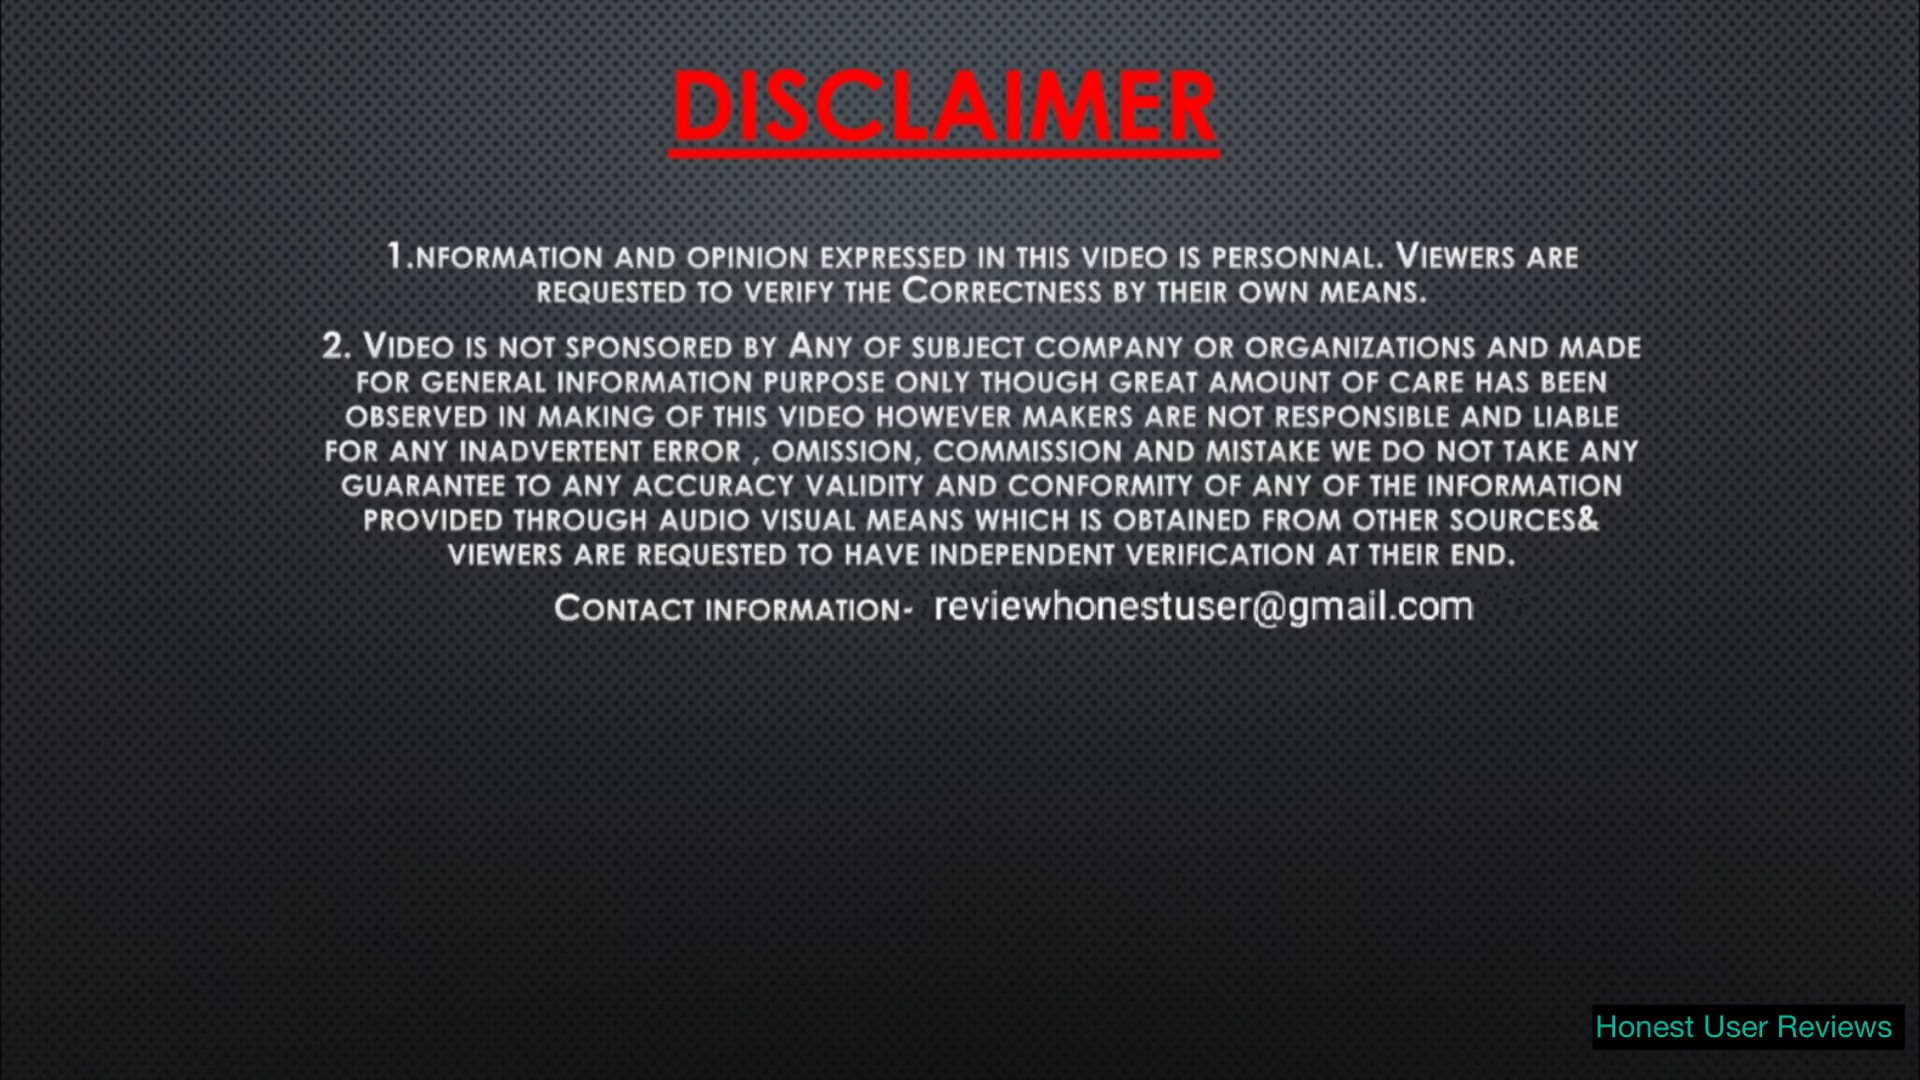 DISCLAIMER
1.NFORMATION AND OPINION EXPRESSED IN THIS VIDEO IS PERSONNAL. VIEWERS ARE
REQUESTED TO VERIFY THE CORRECTNESS BY THEIR OWN MEANS.
2. VIDEO IS NOT SPONSORED BY ANY OF SUBJECT COMPANY OR ORGANIZATIONS AND MADE
FOR GENERAL INFORMATION PURPOSE ONLY THOUGH GREAT AMOUNT OF CARE HAS BEEN
OBSERVED IN MAKING OF THIS VIDEO HOWEVER MAKERS ARE NOT RESPONSIBLE AND LIABLE
FOR ANY INADVERTENT ERROR , OMISSION, COMMISSION AND MISTAKE WE DO NOT TAKE ANY
GUARANTEE TO ANY ACCURACY VALIDITY AND CONFORMITY OF ANY OF THE INFORMATION
PROVIDED THROUGH AUDIO VISUAL MEANS WHICH IS OBTAINED FROM OTHER SOURCES&
VIEWERS ARE REQUESTED TO HAVE INDEPENDENT VERIFICATION AT THEIR END.
CONTACT INFORMATION- reviewhonestuser@gmail.com
Honest User Reviews